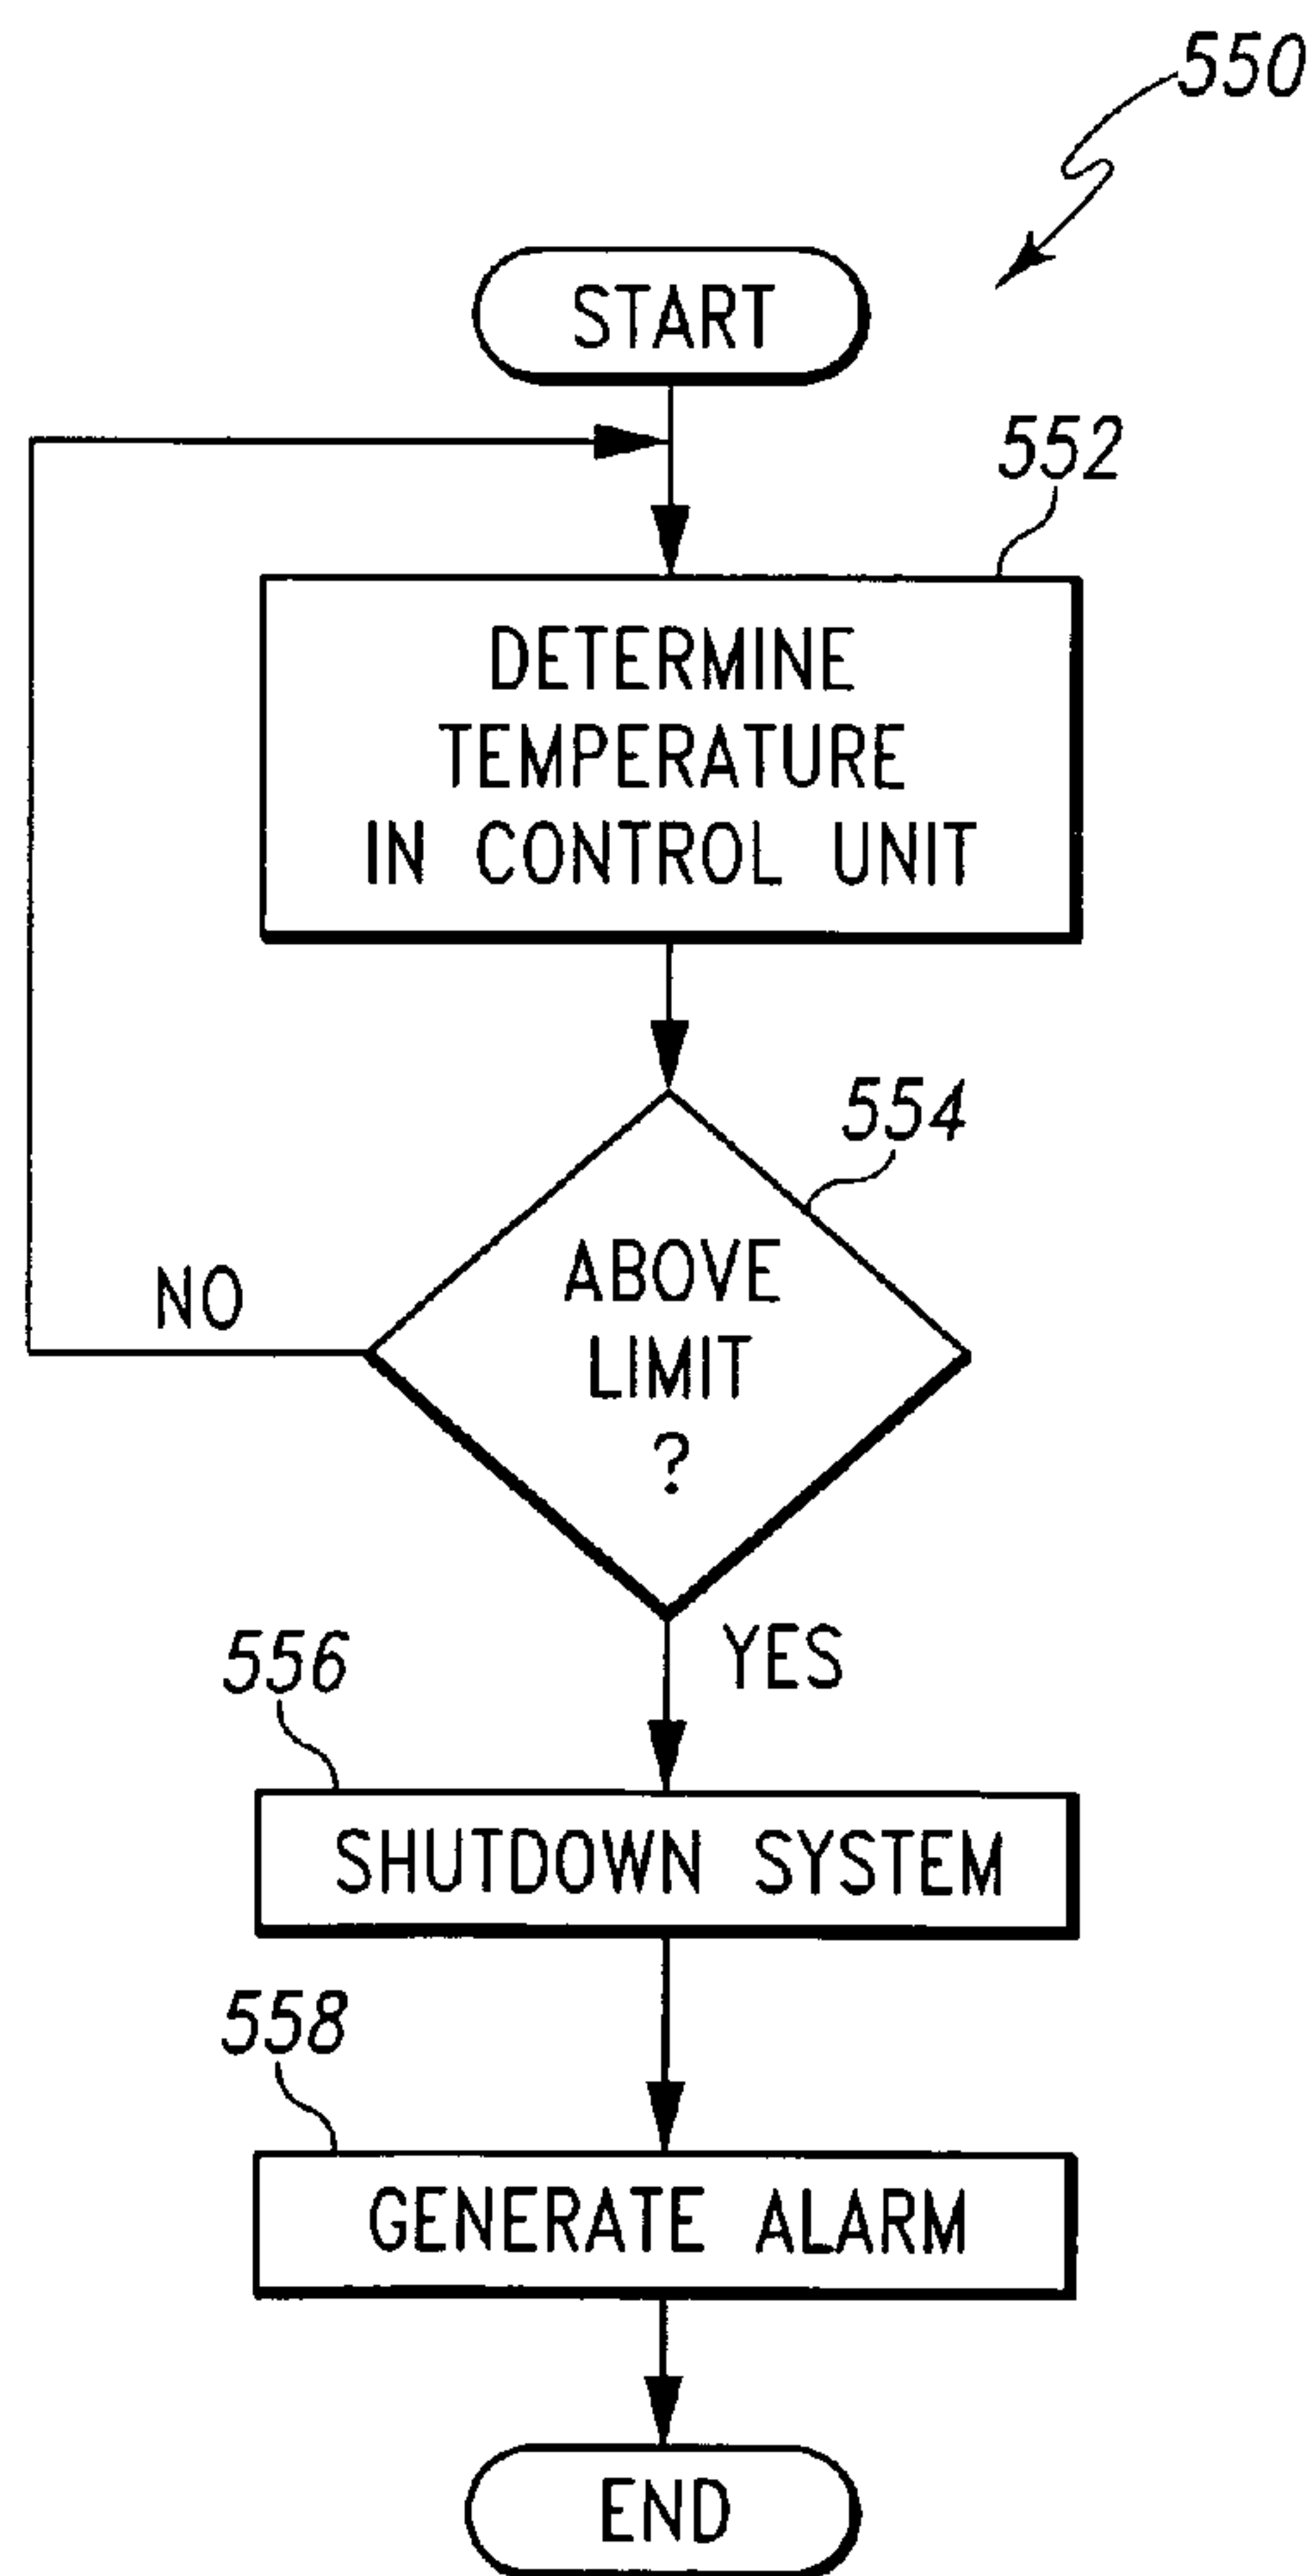 550
START
552
DETERMINE
TEMPERATURE
IN CONTROL UNIT
554
ABOVE
LIMIT
?
NO
YES
556
SHUTDOWN SYSTEM
558
GENERATE ALARM
END